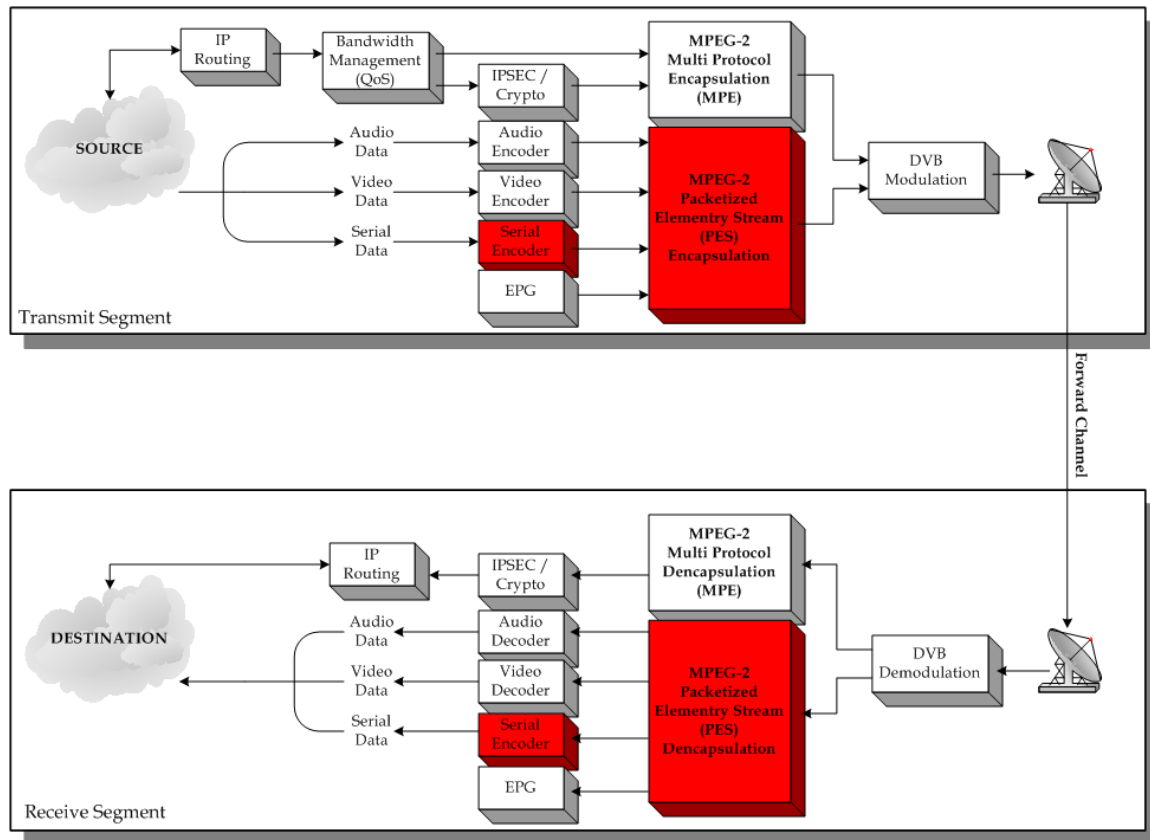 IP
Routing
Bandwidth
Management
(QoS)
IPSEC /
Crypto
MPEG-2
Multi Protocol
Encapsulation
(MPE)
SOURCE
Audio
Data
Audio
Encoder
Video
Data
Video
Encoder
Serial
Data
Serial
Encoder
EPG
MPEG-2
Packetized
Elementry Stream
(PES)
Encapsulation
DVB
Modulation
Transmit Segment
Forward Channel
IP
Routing
IPSEC /
Crypto
MPEG-2
Multi Protocol
Dencapsulation
(MPE)
DESTINATION
Audio
Data
Audio
Decoder
Video
Data
Video
Decoder
Serial
Data
Serial
Encoder
EPG
MPEG-2
Packetized
Elementry Stream
(PES)
Dencapsulation
DVB
Demodulation
Receive Segment